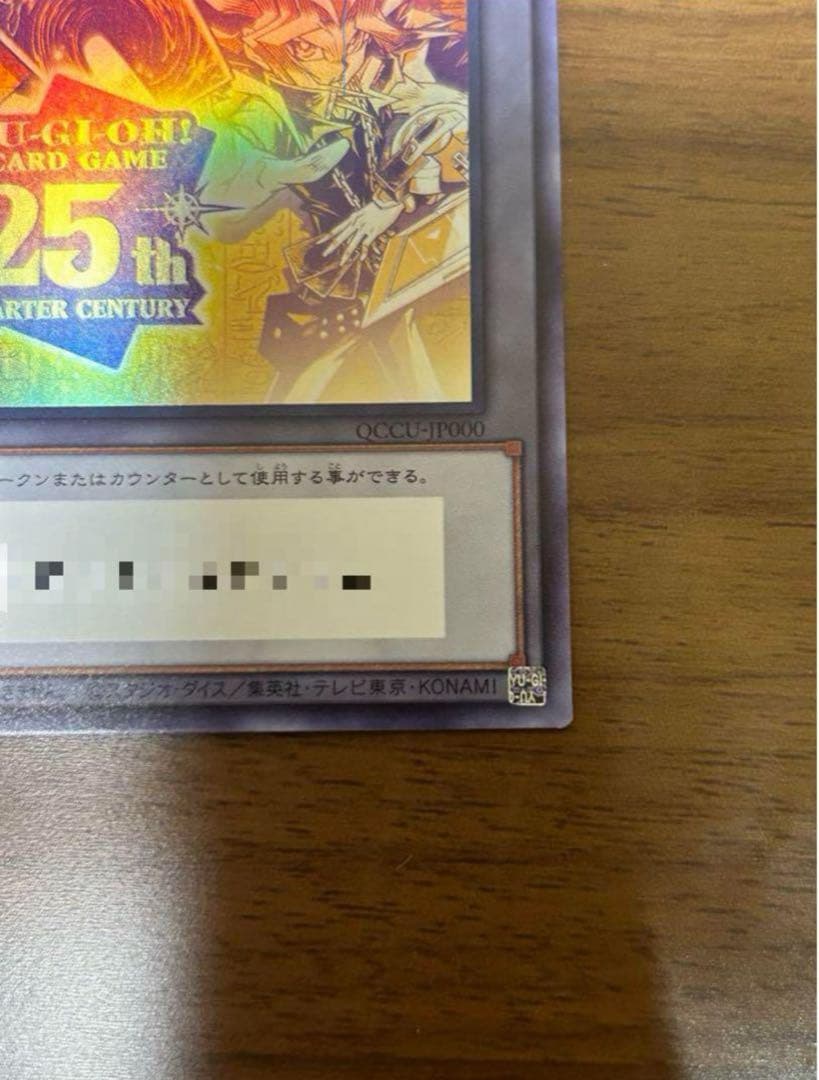 U-GI-OH!
CARD GAME
25th
ARTER CENTURY
QCCU-JP000
ークンまたはカウンターとして使用する事ができる。
スタジオ・ダイス／集英社・テレビ東京・KONAMI
YU-GI